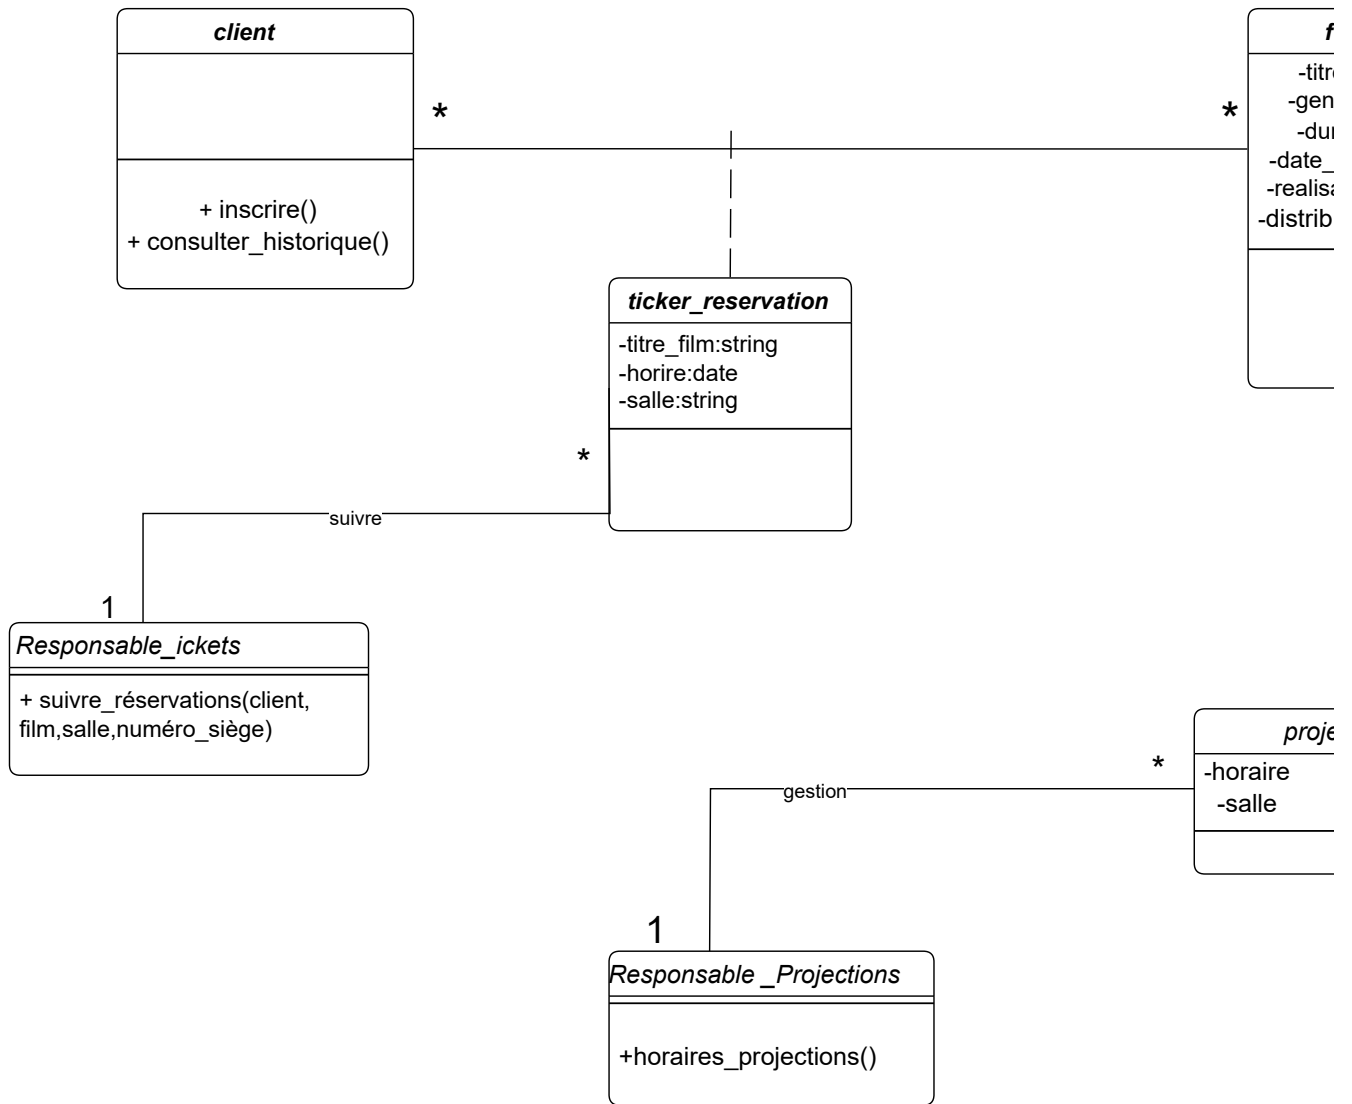 client
+ inscrire()
+ consulter_historique()
*
*
-date_
ticker_reservation
-titre_film:string
-horire:date
-salle:string
*
suivre
1
Responsable_ickets
+ suivre_réservations(client,
film,salle,numéro_siège)
*
gestion
-horaire
-salle
1
Responsable _Projections
+horaires_projections()